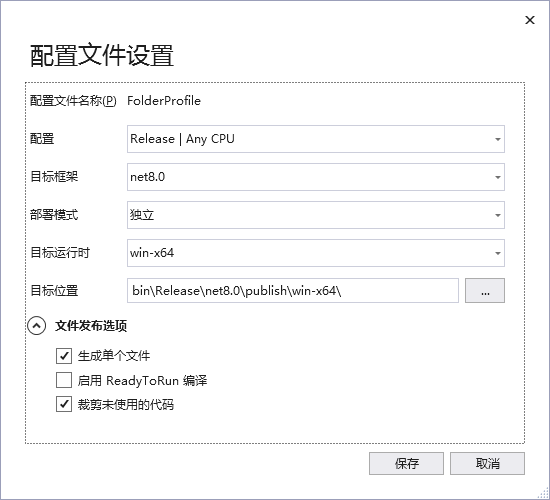 配置文件设置
配置文件名称(P) FolderProfile
配置 Release | Any CPU
目标框架 net8.0
部署模式 独立
目标运行时 win-x64
目标位置 bin\Release\net8.0\publish\win-x64\ ...
文件发布选项
生成单个文件
启用 ReadyToRun 编译
裁剪未使用的代码
保存 取消